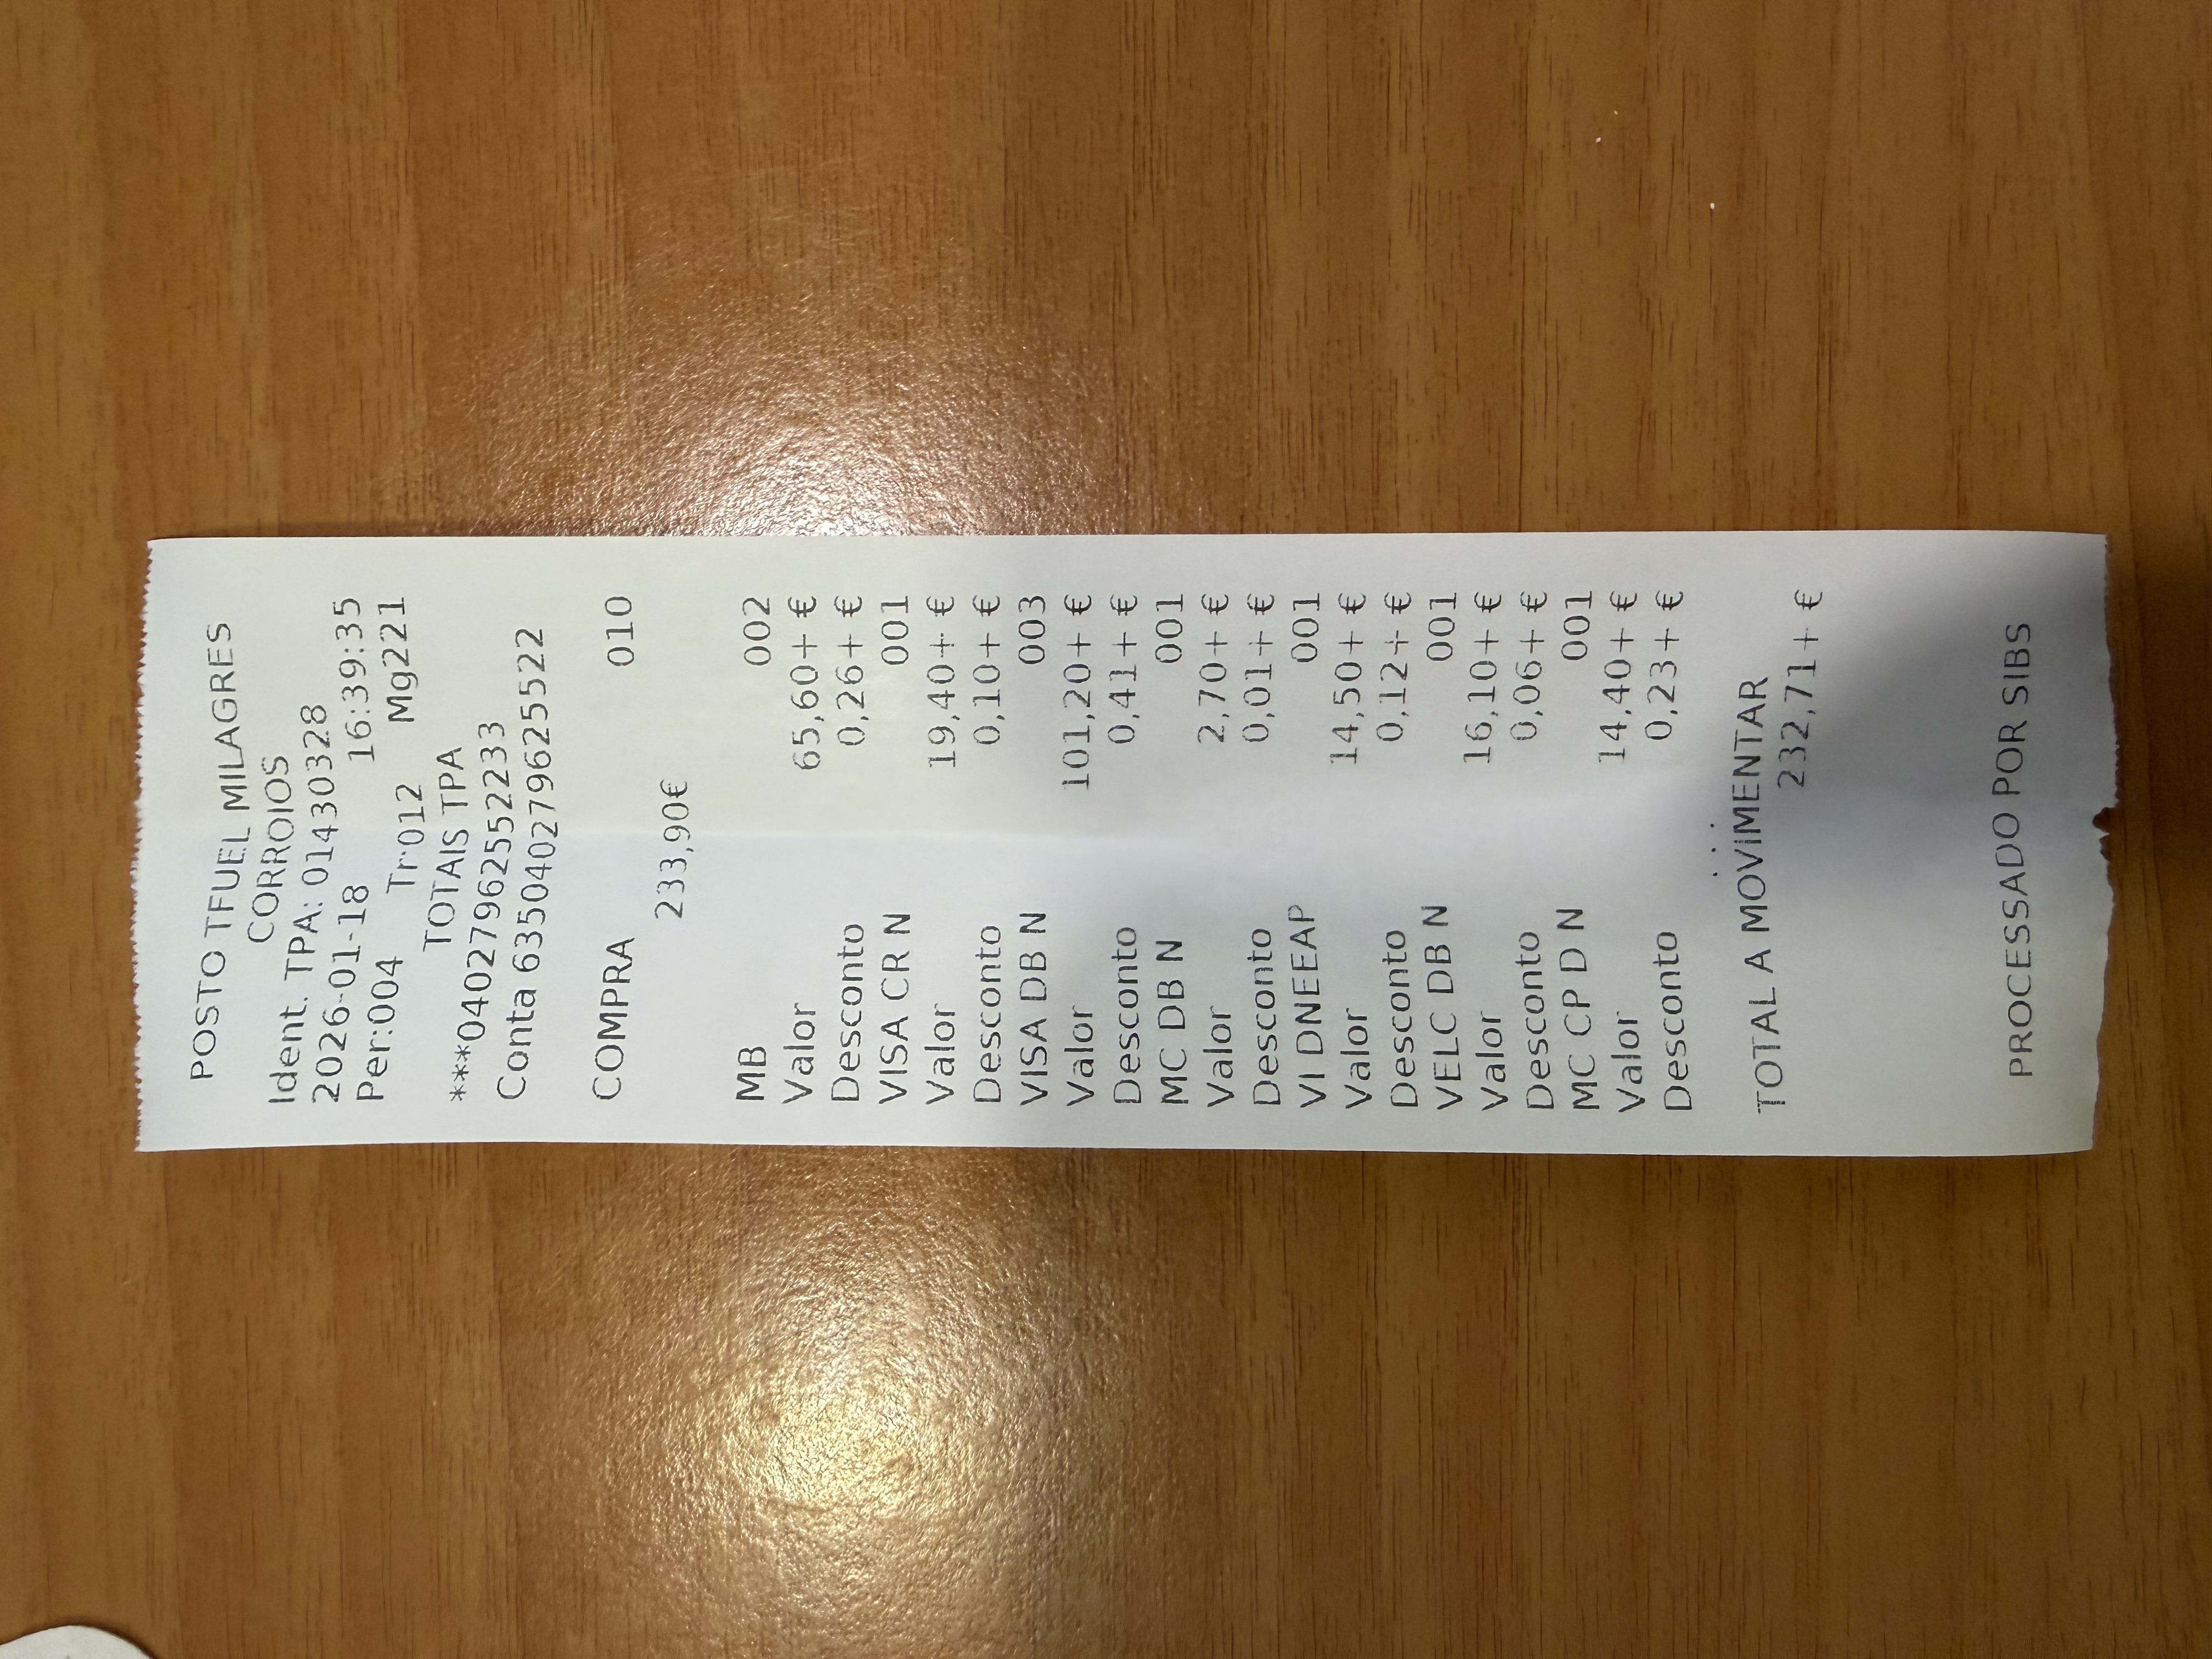 POSTO TFUEL MILAGRES
CORROIOS
Ident. TPA: 01430328
2026-01-18 16:39:35
Per:004 Tr:012 Mg221
TOTAIS TPA
***0402796255​2233
Conta 6350402796255522
COMPRA 010
233,90€
MB 002
Valor 65,60+€
Desconto 0,26+€
VISA CR N 001
Valor 19,40+€
Desconto 0,10+€
VISA DB N 003
Valor 101,20+€
Desconto 0,41+€
MC DB N 001
Valor 2,70+€
Desconto 0,01+€
VI DNEEAP 001
Valor 14,50+€
Desconto 0,12+€
VELC DB N 001
Valor 16,10+€
Desconto 0,06+€
MC CP D N 001
Valor 14,40+€
Desconto 0,23+€
TOTAL A MOVIMENTAR
232,71+€
PROCESSADO POR SIBS